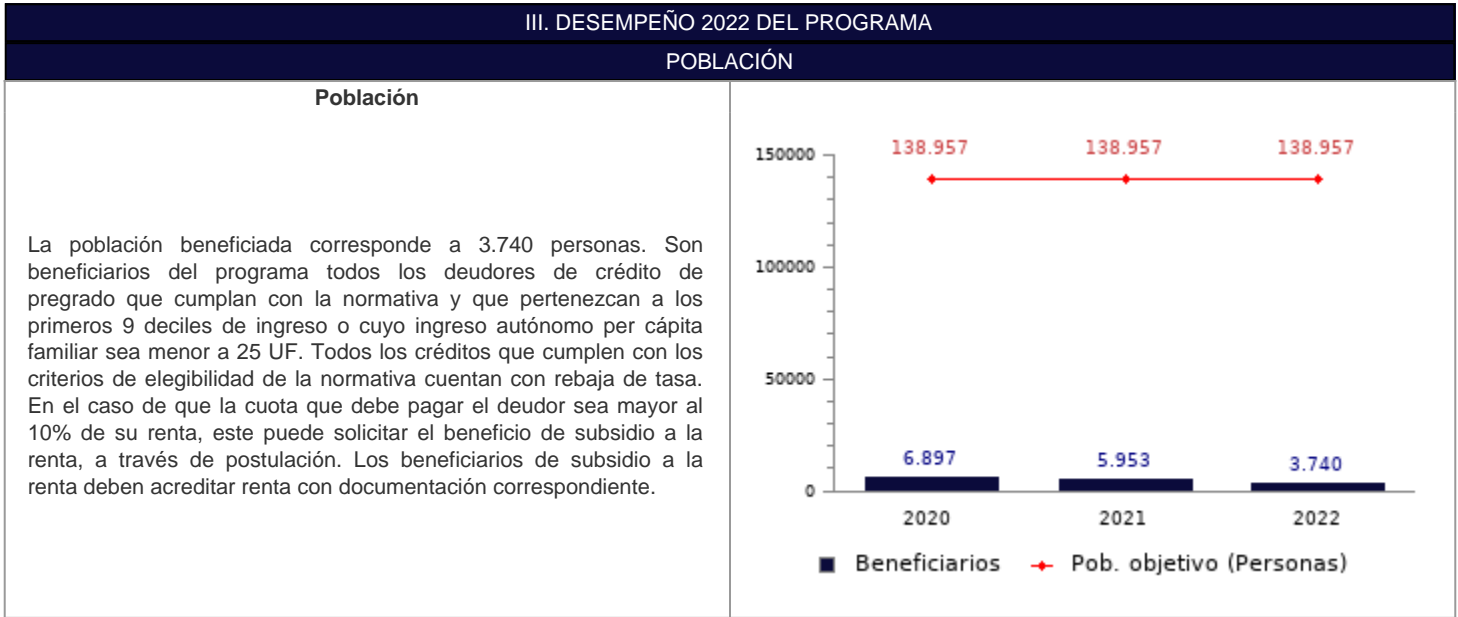 III. DESEMPEÑO 2022 DEL PROGRAMA
POBLACIÓN
Población
La población beneficiada corresponde a 3.740 personas. Son
beneficiarios del programa todos los deudores de crédito de
pregrado que cumplan con la normativa y que pertenezcan a los
primeros 9 deciles de ingreso o cuyo ingreso autónomo per cápita
familiar sea menor a 25 UF. Todos los créditos que cumplen con los
criterios de elegibilidad de la normativa cuentan con rebaja de tasa.
En el caso de que la cuota que debe pagar el deudor sea mayor al
10% de su renta, este puede solicitar el beneficio de subsidio a la
renta, a través de postulación. Los beneficiarios de subsidio a la
renta deben acreditar renta con documentación correspondiente.
150000
138.957 138.957 138.957
100000
50000
6.897 5.953 3.740
0
2020 2021 2022
Beneficiarios Pob. objetivo (Personas)